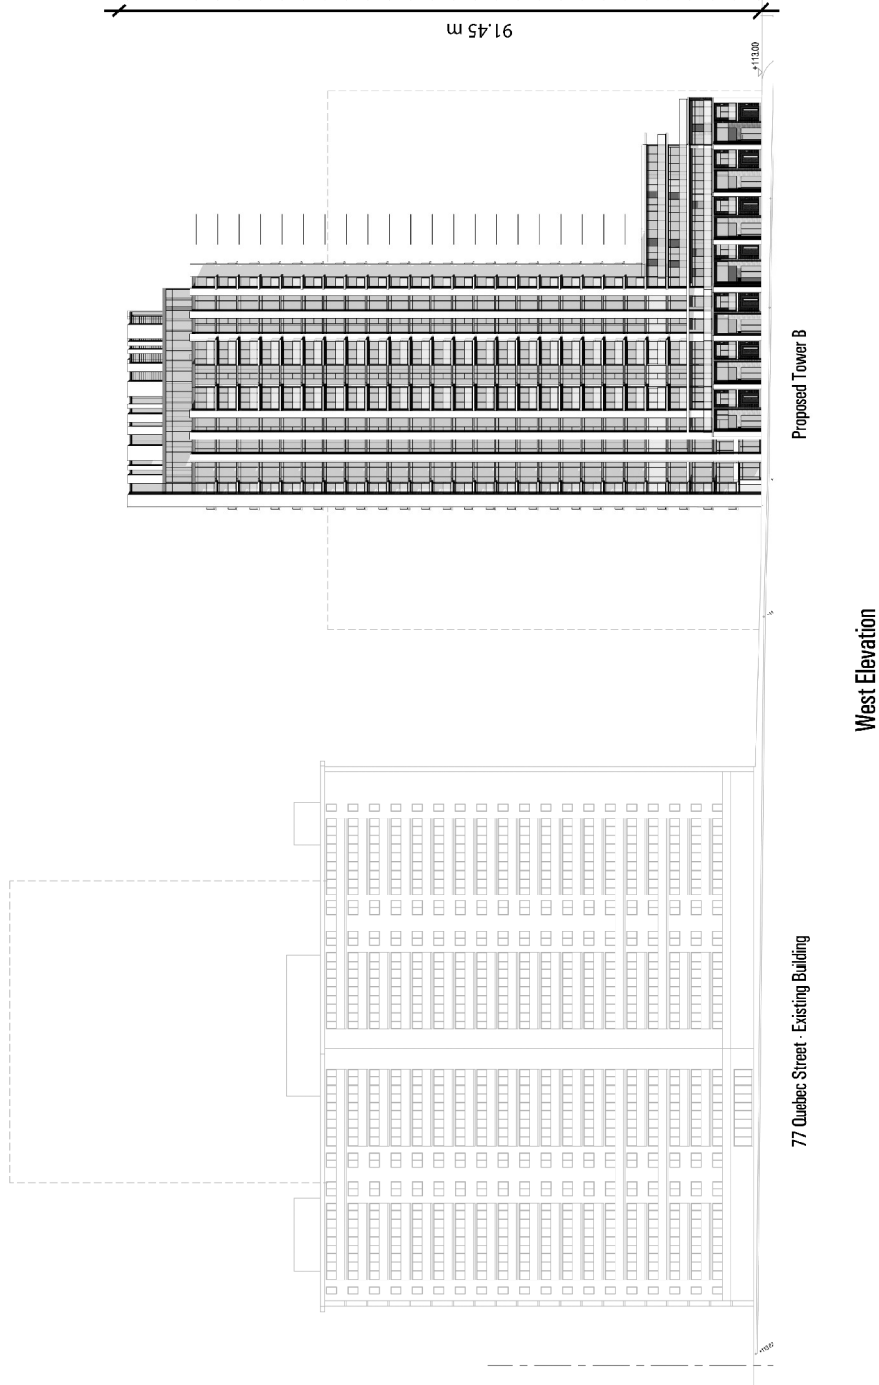 91.45 m
+113.00
Proposed Tower B
77 Quebec Street - Existing Building
West Elevation